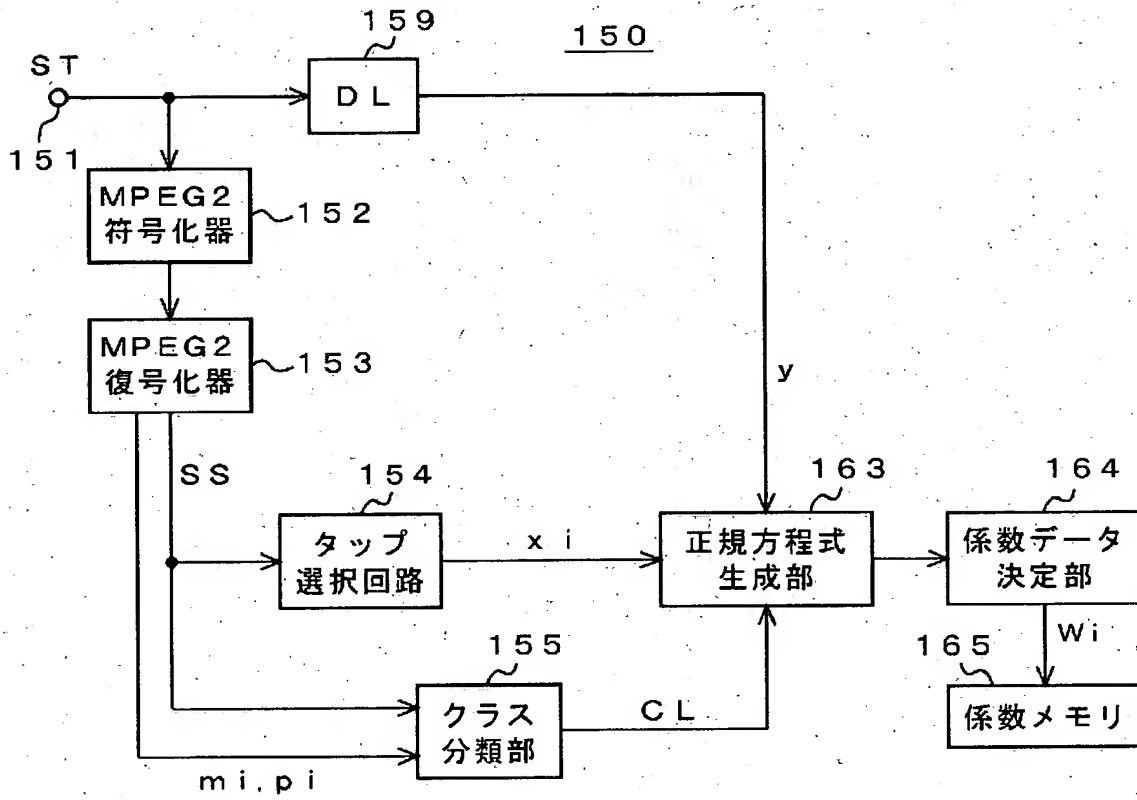 159
150
ST
DL
151
MPEG2
符号化器
152
MPEG2
復号化器
153
y
SS
154
163
164
タップ
選択回路
xi
正規方程式
生成部
係数データ
決定部
Wi
155
165
クラス
分類部
CL
係数メモリ
mi,pi